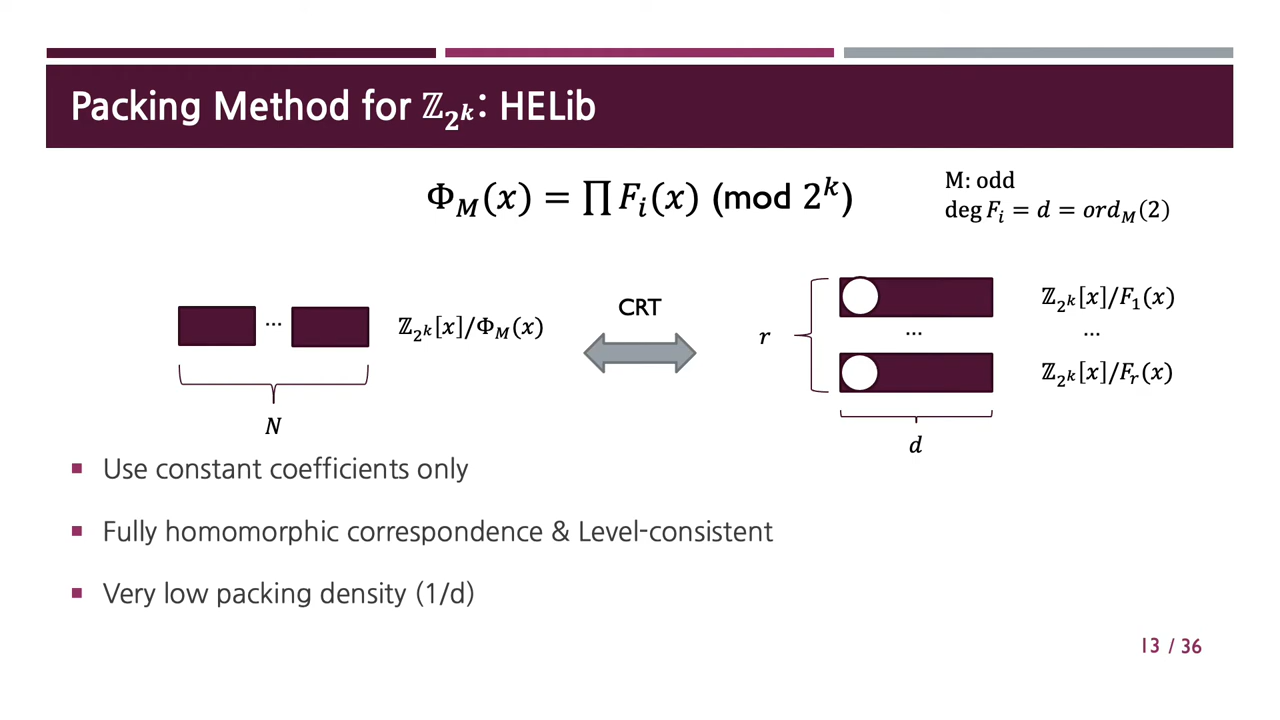 Packing Method for ℤ_{2^k}: HELib
Φ_M(x) = ∏ F_i(x) (mod 2^k)
M: odd
deg F_i = d = ord_M(2)
⋯ ℤ_{2^k}[x]/Φ_M(x)
N
CRT
r
ℤ_{2^k}[x]/F_1(x)
⋯ ⋯
ℤ_{2^k}[x]/F_r(x)
d
▪ Use constant coefficients only
▪ Fully homomorphic correspondence & Level-consistent
▪ Very low packing density (1/d)
13 / 36